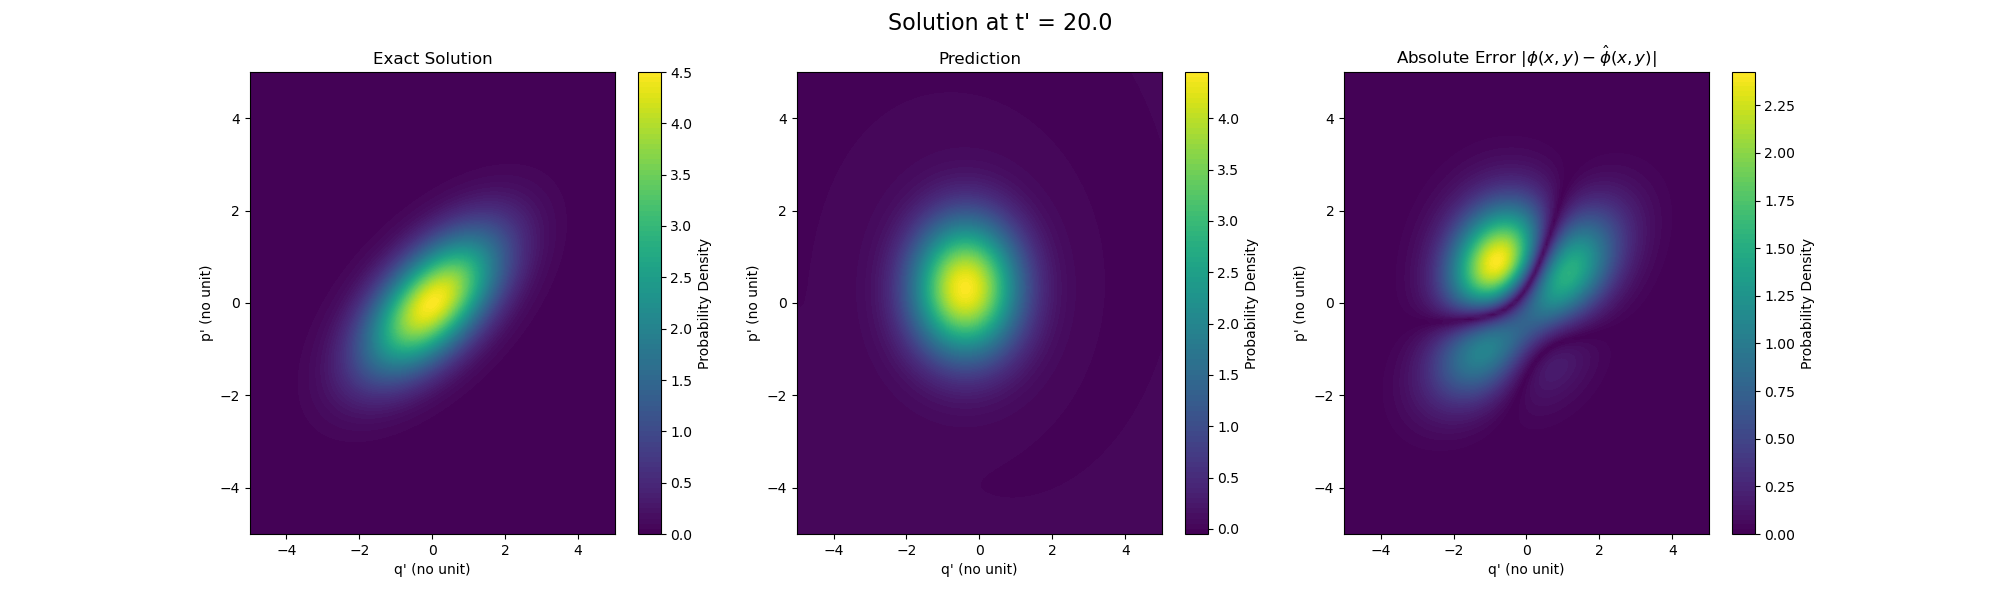 Solution at t' = 20.0
Exact Solution
4
2
0
−2
−4
p' (no unit)
−4 −2 0 2 4
q' (no unit)
4.5
4.0
3.5
3.0
2.5
2.0
1.5
1.0
0.5
0.0
Probability Density
Prediction
4
2
0
−2
−4
p' (no unit)
−4 −2 0 2 4
q' (no unit)
4.0
3.5
3.0
2.5
2.0
1.5
1.0
0.5
0.0
Probability Density
Absolute Error |ϕ(x, y) − ϕ̂(x, y)|
4
2
0
−2
−4
p' (no unit)
−4 −2 0 2 4
q' (no unit)
2.25
2.00
1.75
1.50
1.25
1.00
0.75
0.50
0.25
0.00
Probability Density